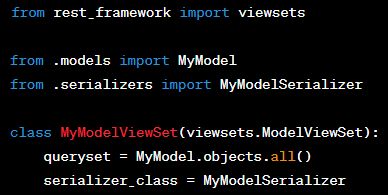 from rest_framework import viewsets
from .models import MyModel
from .serializers import MyModelSerializer
class MyModelViewSet(viewsets.ModelViewSet):
    queryset = MyModel.objects.all()
    serializer_class = MyModelSerializer